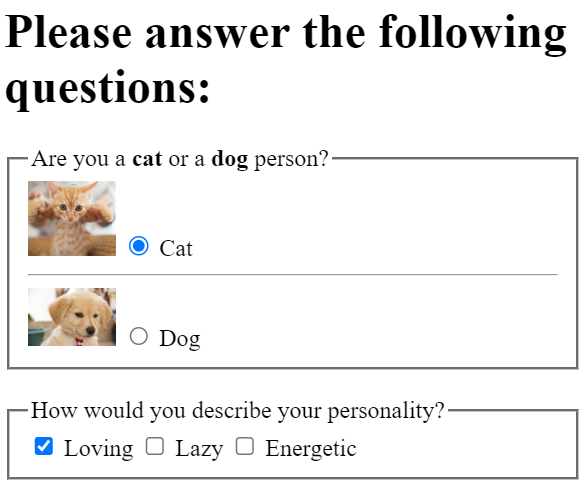 Please answer the following
questions:
Are you a cat or a dog person?
Cat
Dog
How would you describe your personality?
Loving Lazy Energetic